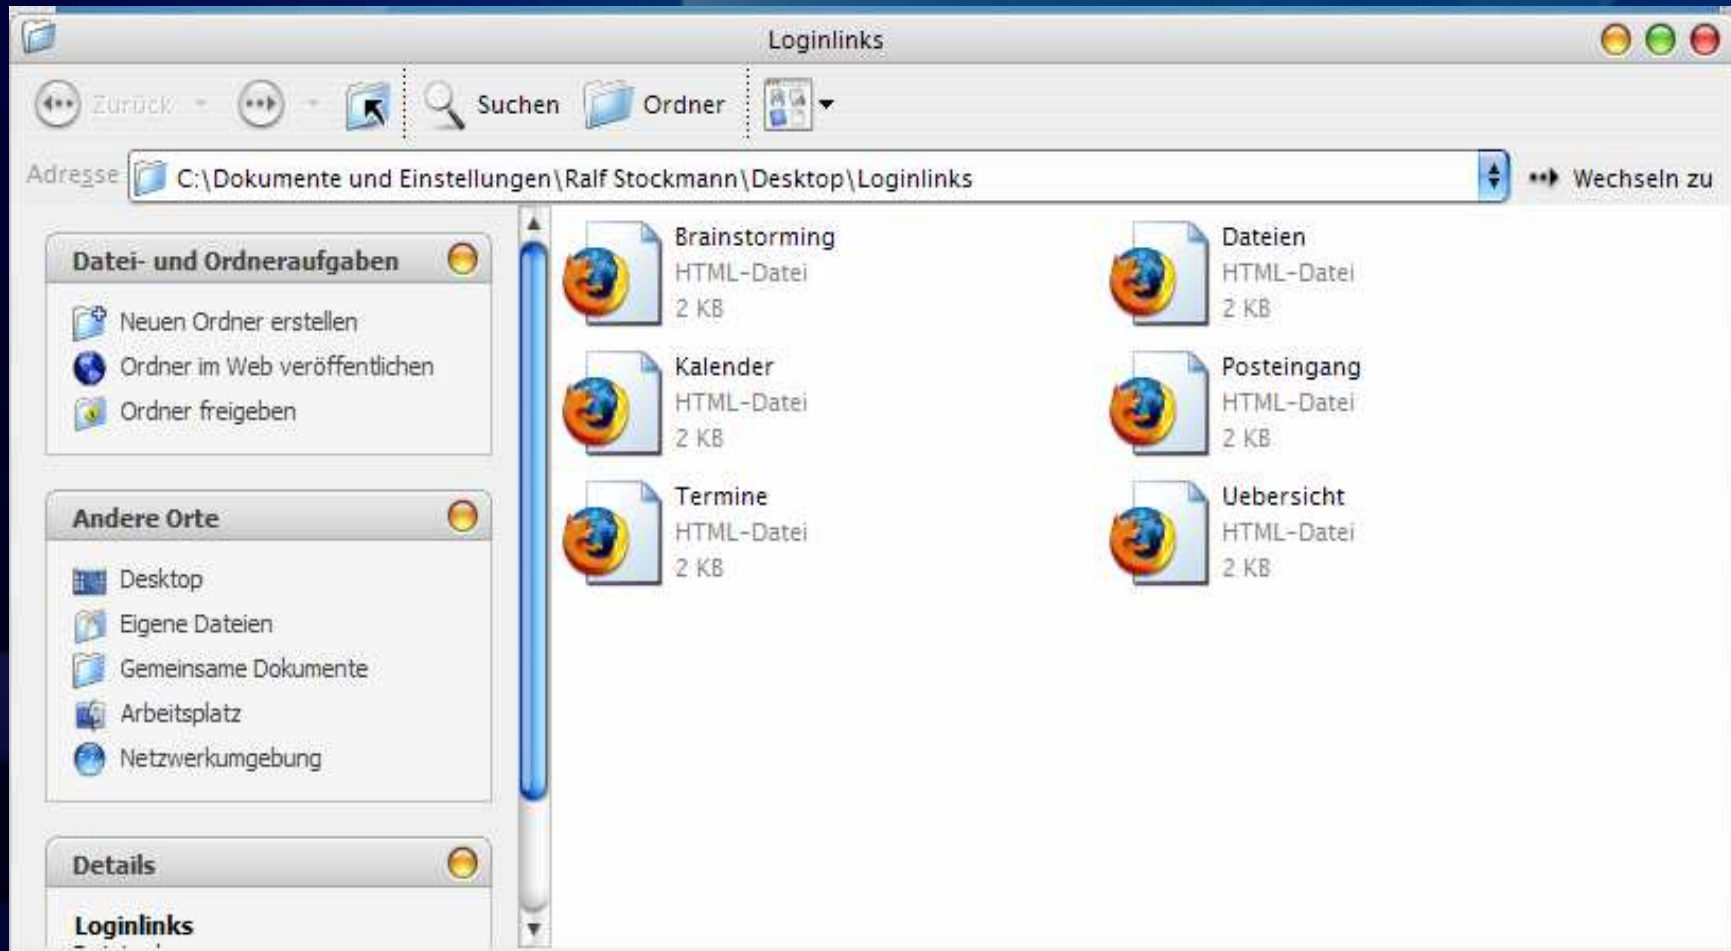 Loginlinks
Zurück
Suchen
Ordner
Adresse
C:\Dokumente und Einstellungen\Ralf Stockmann\Desktop\Loginlinks
Wechseln zu
Datei- und Ordneraufgaben
Neuen Ordner erstellen
Ordner im Web veröffentlichen
Ordner freigeben
Andere Orte
Desktop
Eigene Dateien
Gemeinsame Dokumente
Arbeitsplatz
Netzwerkumgebung
Details
Loginlinks
Brainstorming
HTML-Datei
2 KB
Dateien
HTML-Datei
2 KB
Kalender
HTML-Datei
2 KB
Posteingang
HTML-Datei
2 KB
Termine
HTML-Datei
2 KB
Uebersicht
HTML-Datei
2 KB